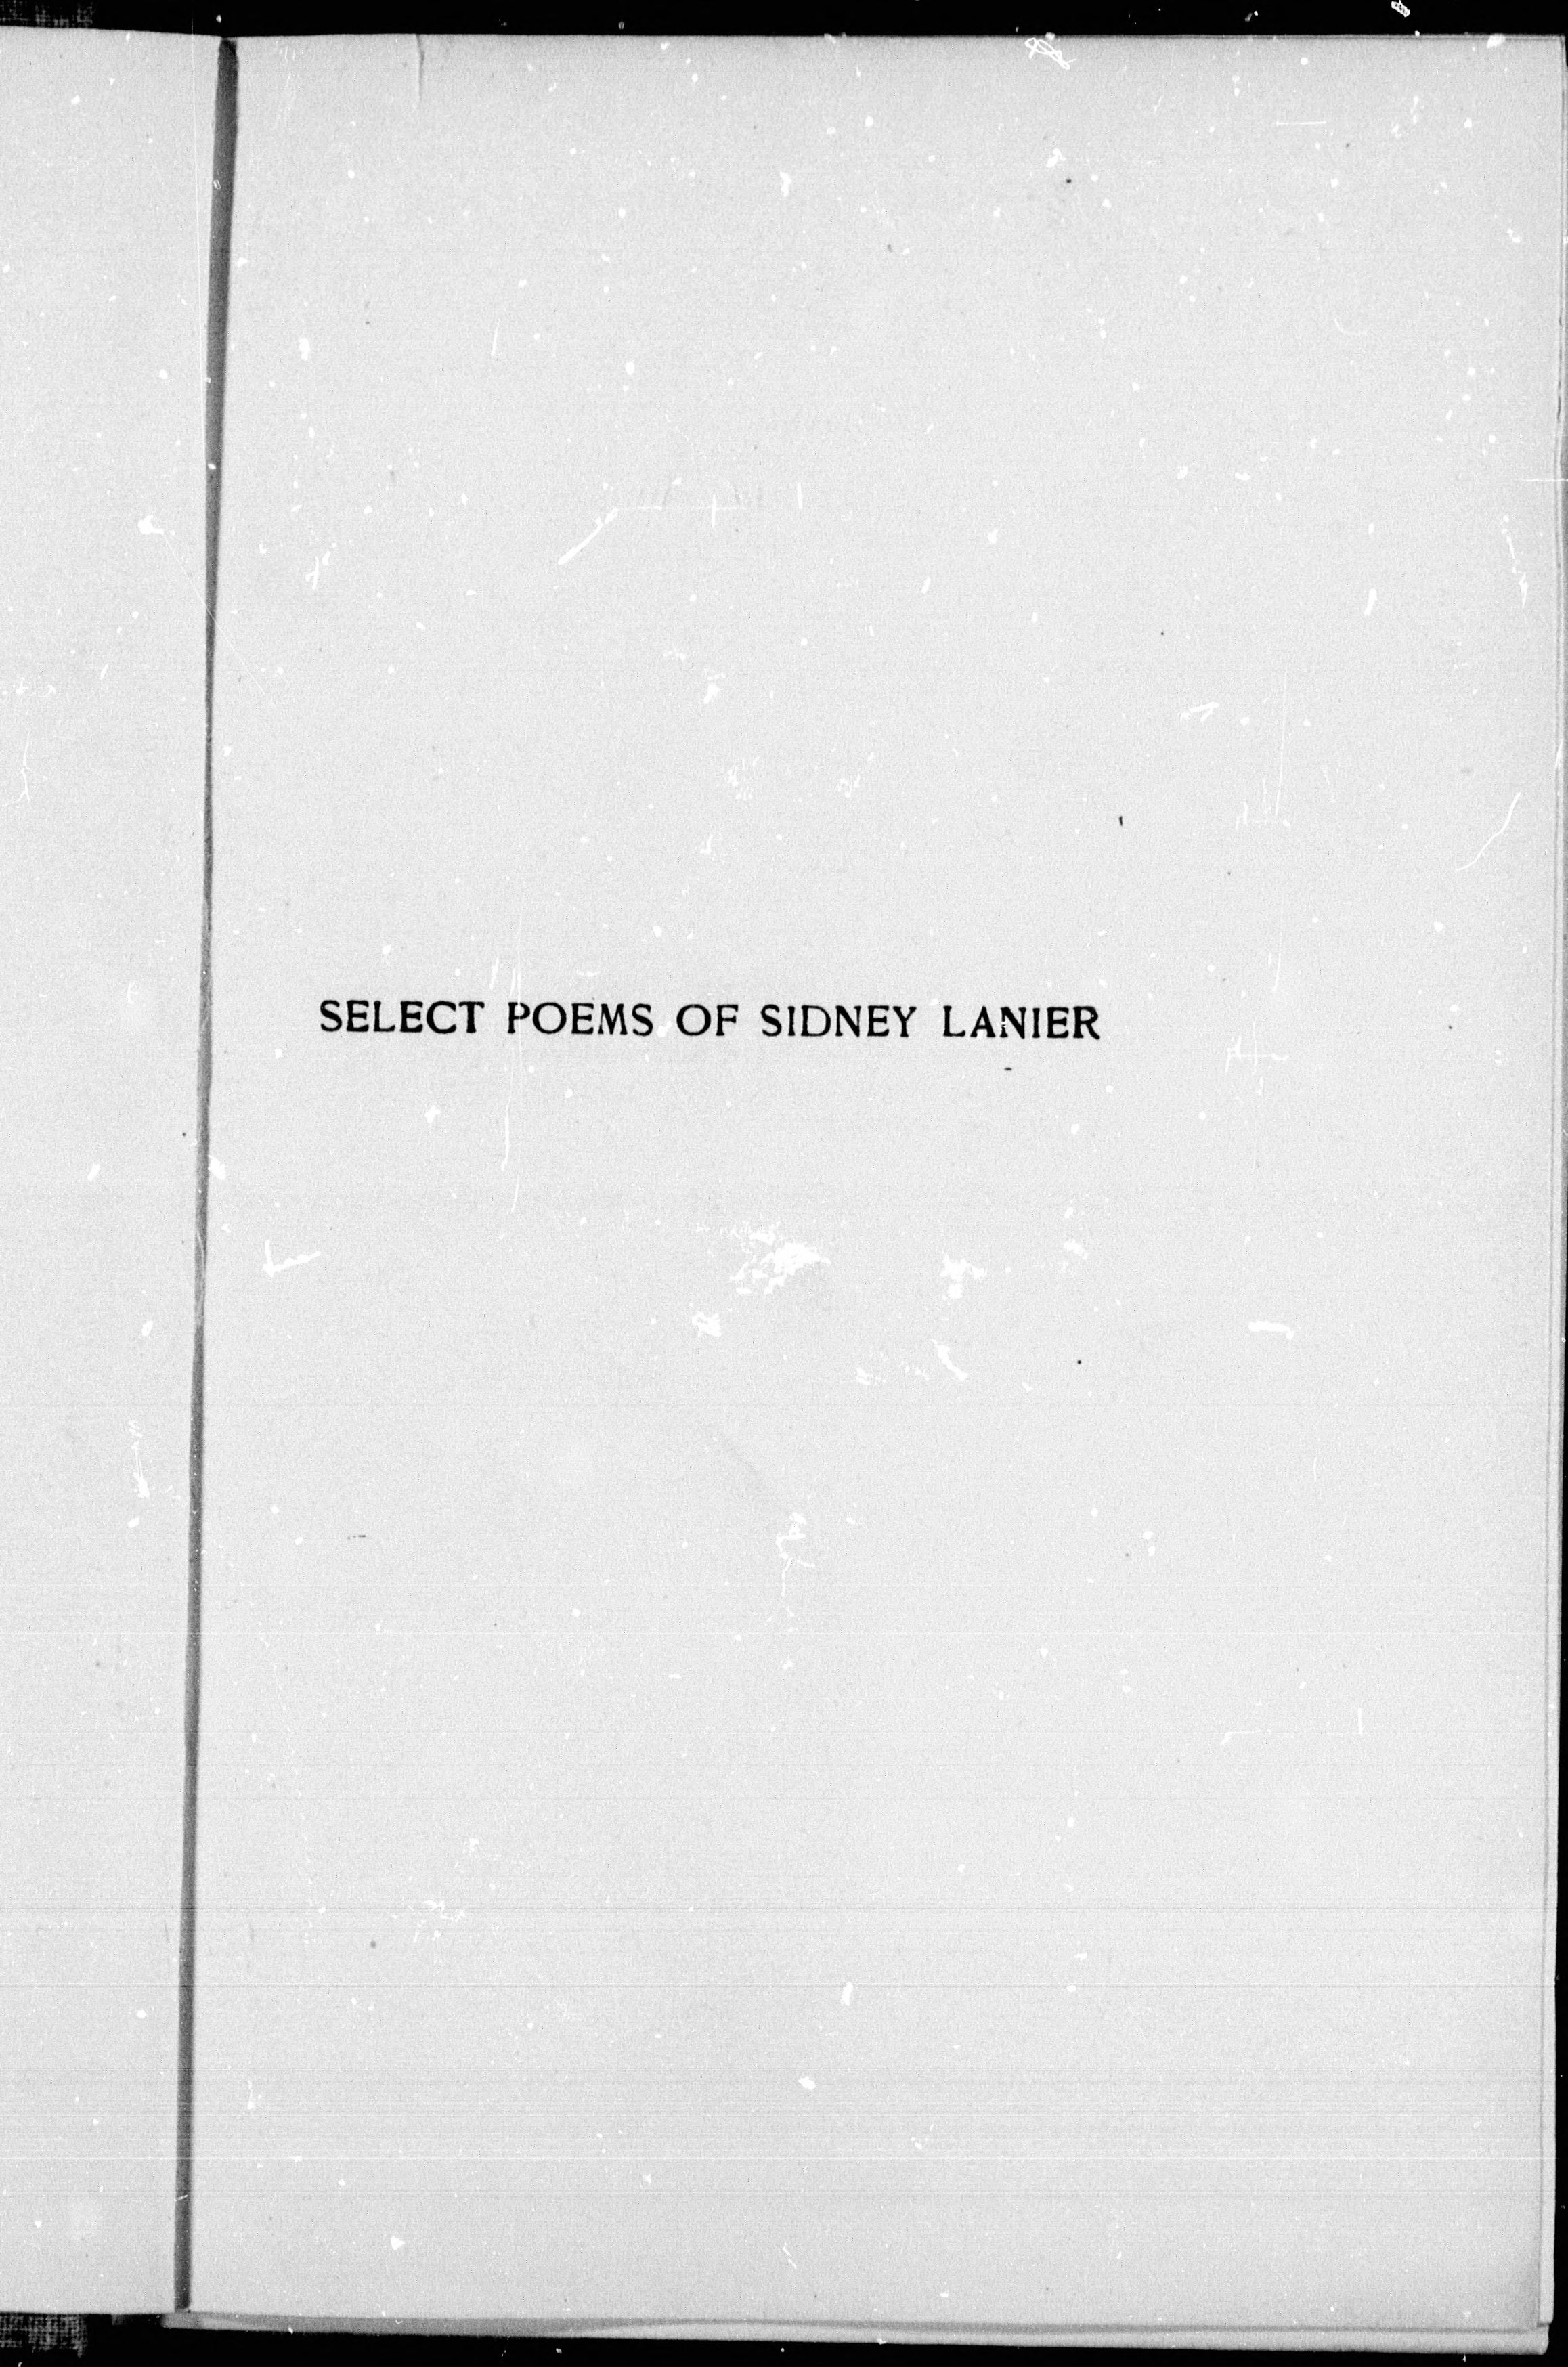 SELECT POEMS OF SIDNEY LANIER